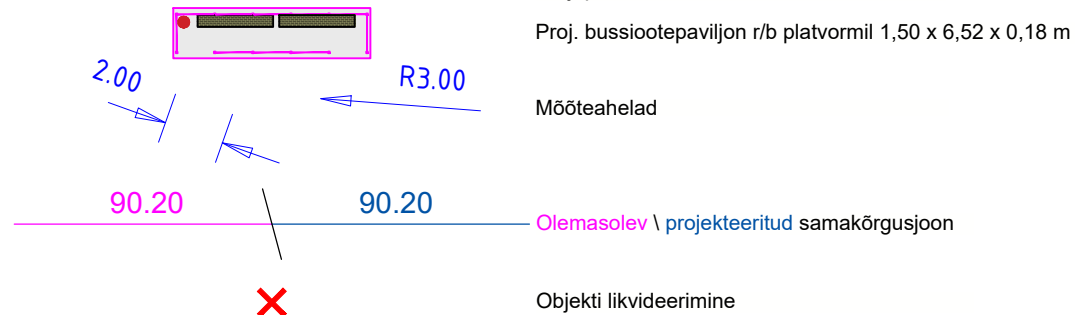 Proj. bussiootepaviljon r/b platvormil 1,50 x 6,52 x 0,18 m
2.00
R3.00
Mõõteahelad
90.20
90.20
Olemasolev \ projekteeritud samakõrgusjoon
Objekti likvideerimine